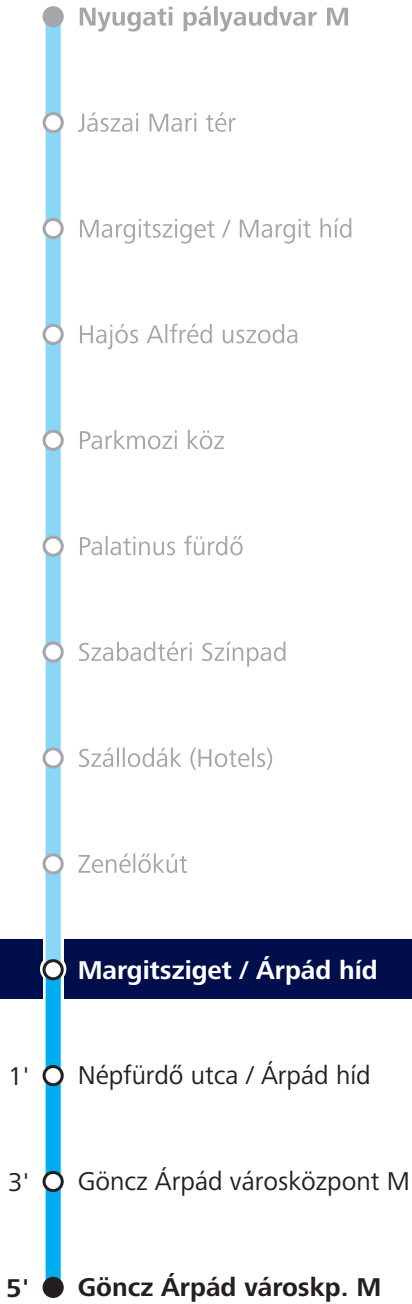 Nyugati pályaudvar M
Jászai Mari tér
Margitsziget / Margit híd
Hajós Alfréd uszoda
Parkmozi köz
Palatinus fürdő
Szabadtéri Színpad
Szállodák (Hotels)
Zenélőkút
Margitsziget / Árpád híd
1' Népfürdő utca / Árpád híd
3' Göncz Árpád városközpont M
5' Göncz Árpád városkp. M